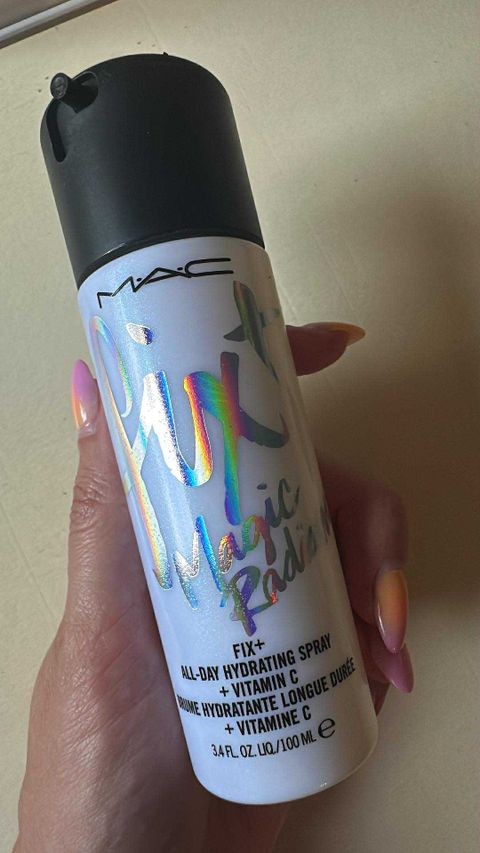 M·A·C
fix+
Magic
FIX+
ALL-DAY HYDRATING SPRAY
+ VITAMIN C
BRUME HYDRATANTE LONGUE DURÉE
+ VITAMINE C
3.4 FL. OZ. LIQ./100 ML ℮